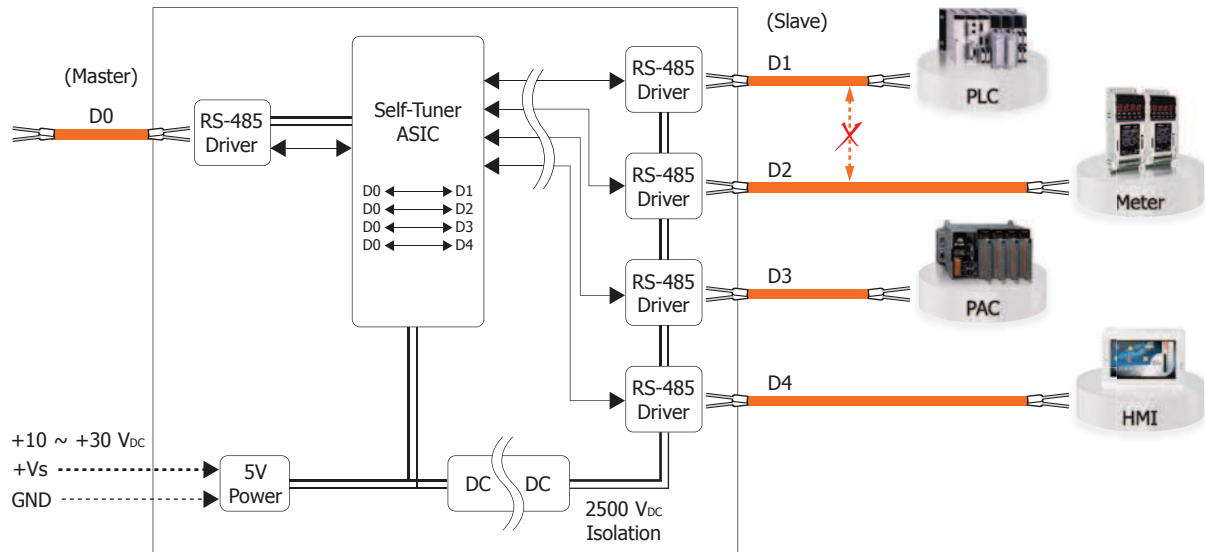 (Master)
D0
RS-485
Driver
Self-Tuner
ASIC
D0 D1
D0 D2
D0 D3
D0 D4
+10 ~ +30 VDC
+Vs
GND
5V
Power
DC DC
2500 VDC
Isolation
RS-485
Driver
RS-485
Driver
RS-485
Driver
RS-485
Driver
(Slave)
D1
PLC
D2
Meter
D3
PAC
D4
HMI